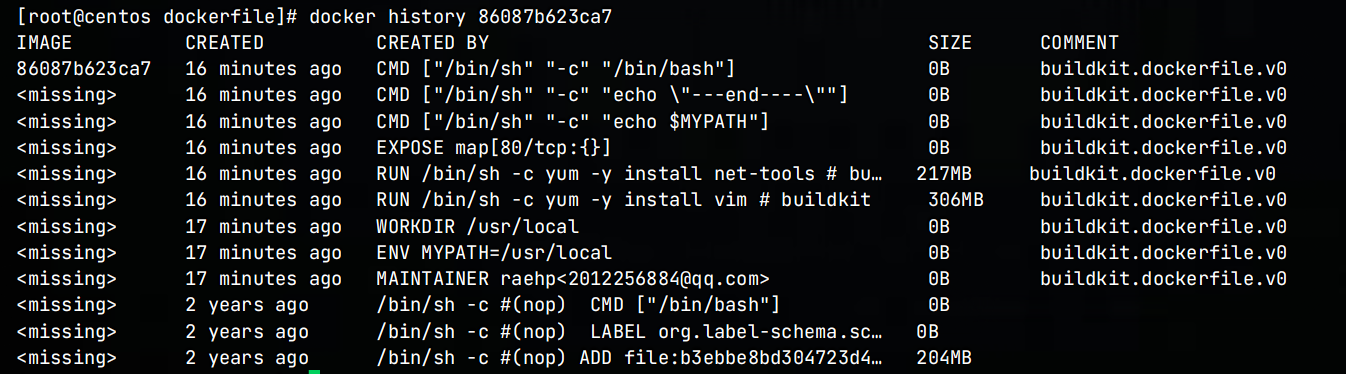 [root@centos dockerfile]# docker history 86087b623ca7
IMAGE CREATED CREATED BY SIZE COMMENT
86087b623ca7 16 minutes ago CMD ["/bin/sh" "-c" "/bin/bash"] 0B buildkit.dockerfile.v0
<missing> 16 minutes ago CMD ["/bin/sh" "-c" "echo \"---end----\""] 0B buildkit.dockerfile.v0
<missing> 16 minutes ago CMD ["/bin/sh" "-c" "echo $MYPATH"] 0B buildkit.dockerfile.v0
<missing> 16 minutes ago EXPOSE map[80/tcp:{}] 0B buildkit.dockerfile.v0
<missing> 16 minutes ago RUN /bin/sh -c yum -y install net-tools # bu… 217MB buildkit.dockerfile.v0
<missing> 16 minutes ago RUN /bin/sh -c yum -y install vim # buildkit 306MB buildkit.dockerfile.v0
<missing> 17 minutes ago WORKDIR /usr/local 0B buildkit.dockerfile.v0
<missing> 17 minutes ago ENV MYPATH=/usr/local 0B buildkit.dockerfile.v0
<missing> 17 minutes ago MAINTAINER raehp<2012256884@qq.com> 0B buildkit.dockerfile.v0
<missing> 2 years ago /bin/sh -c #(nop)  CMD ["/bin/bash"] 0B
<missing> 2 years ago /bin/sh -c #(nop)  LABEL org.label-schema.sc… 0B
<missing> 2 years ago /bin/sh -c #(nop) ADD file:b3ebbe8bd304723d4… 204MB